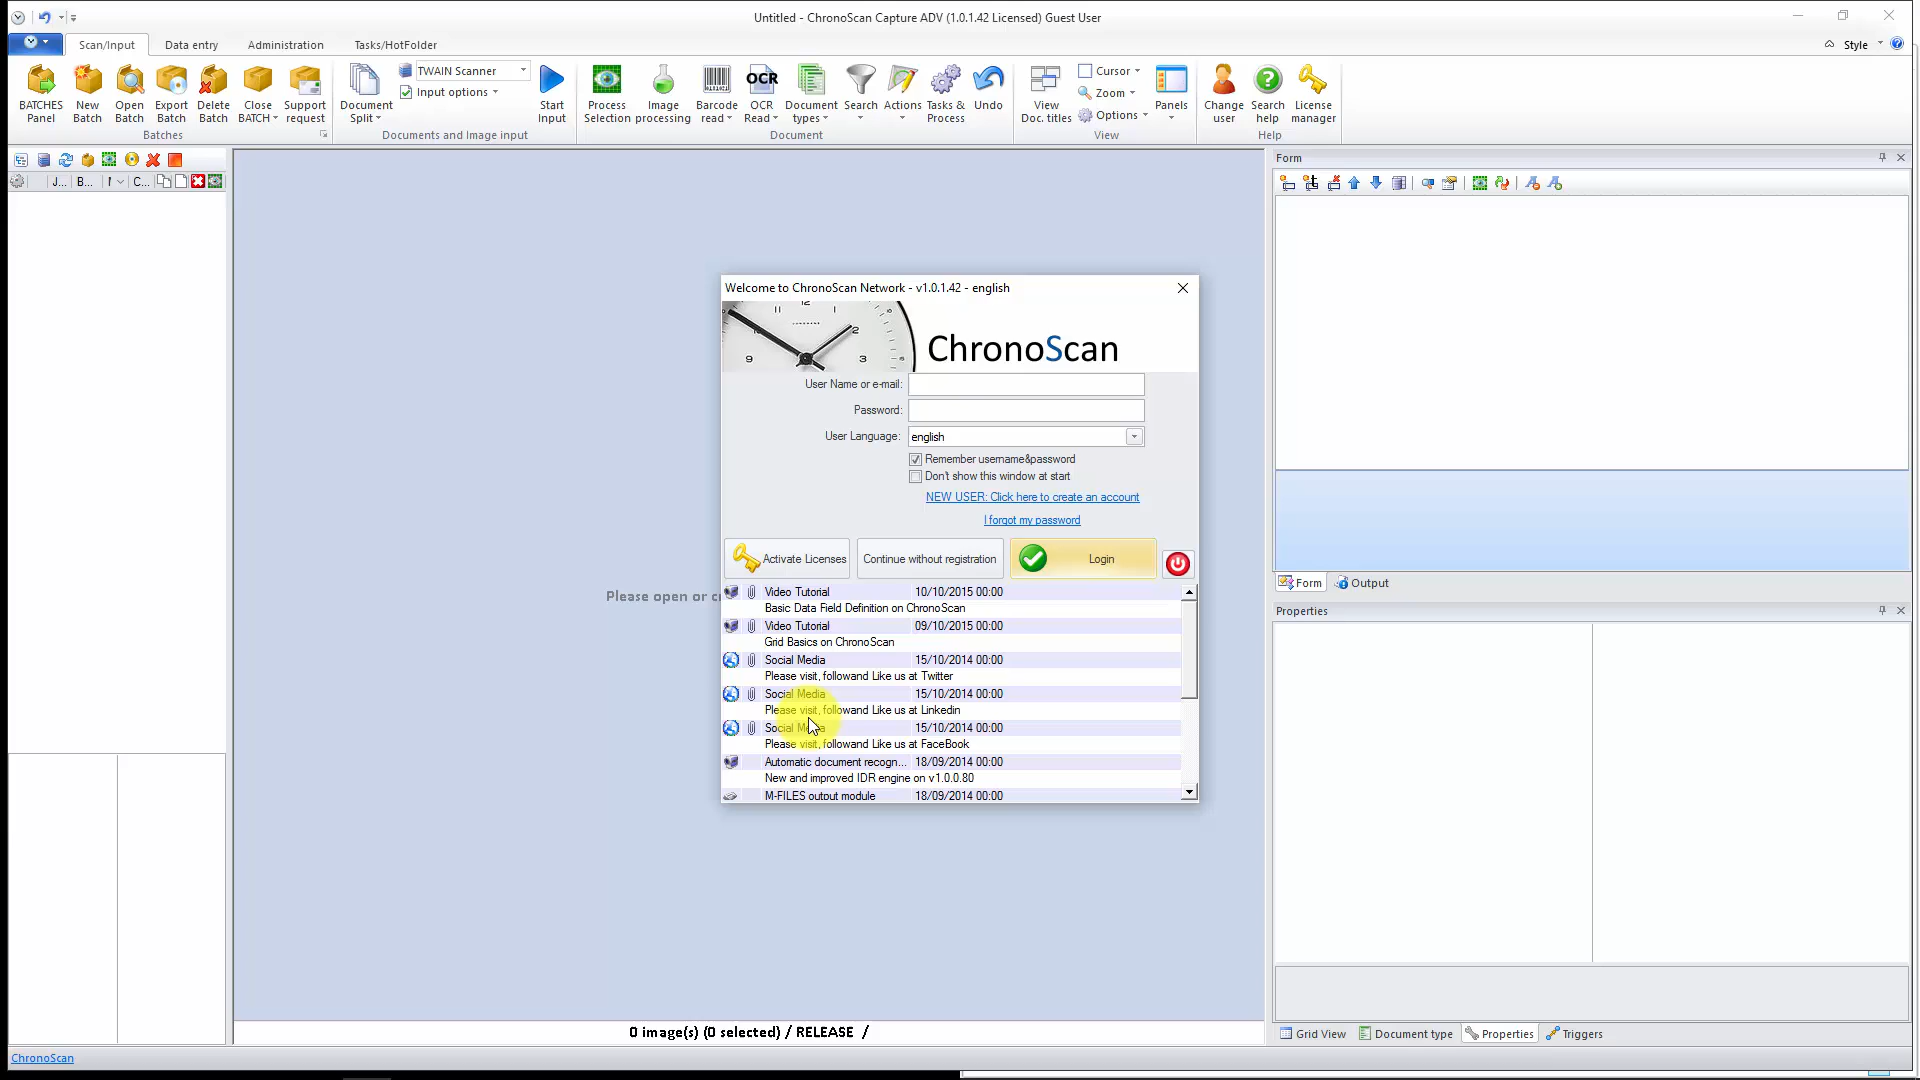 Untitled - ChronoScan Capture ADV (1.0.1.42 Licensed) Guest User
Scan/Input Data entry Administration Tasks/HotFolder Style
BATCHES Panel
New Batch
Open Batch
Export Batch
Delete Batch
Close BATCH
Support request
Batches
Document Split
TWAIN Scanner
Input options
Start Input
Documents and Image input
Process Selection
Image processing
Barcode read
OCR
OCR Read
Document types
Search
Actions
Tasks & Process
Undo
Document
View Doc. titles
Cursor
Zoom
Options
Panels
View
Change user
Search help
License manager
Help
J... B... C...
Please open or c
Form
Form Output
Properties
Grid View Document type Properties Triggers
Welcome to ChronoScan Network - v1.0.1.42 - english
12 11 1 2 9 3
ChronoScan
User Name or e-mail:
Password:
User Language: english
Remember username&password
Don't show this window at start
NEW USER: Click here to create an account
I forgot my password
Activate Licenses Continue without registration Login
Video Tutorial 10/10/2015 00:00
Basic Data Field Definition on ChronoScan
Video Tutorial 09/10/2015 00:00
Grid Basics on ChronoScan
Social Media 15/10/2014 00:00
Please visit, followand Like us at Twitter
Social Media 15/10/2014 00:00
Please visit, followand Like us at Linkedin
Social Media 15/10/2014 00:00
Please visit, followand Like us at FaceBook
Automatic document recogn... 18/09/2014 00:00
New and improved IDR engine on v1.0.0.80
M-FILES output module 18/09/2014 00:00
0 image(s) (0 selected) / RELEASE /
ChronoScan